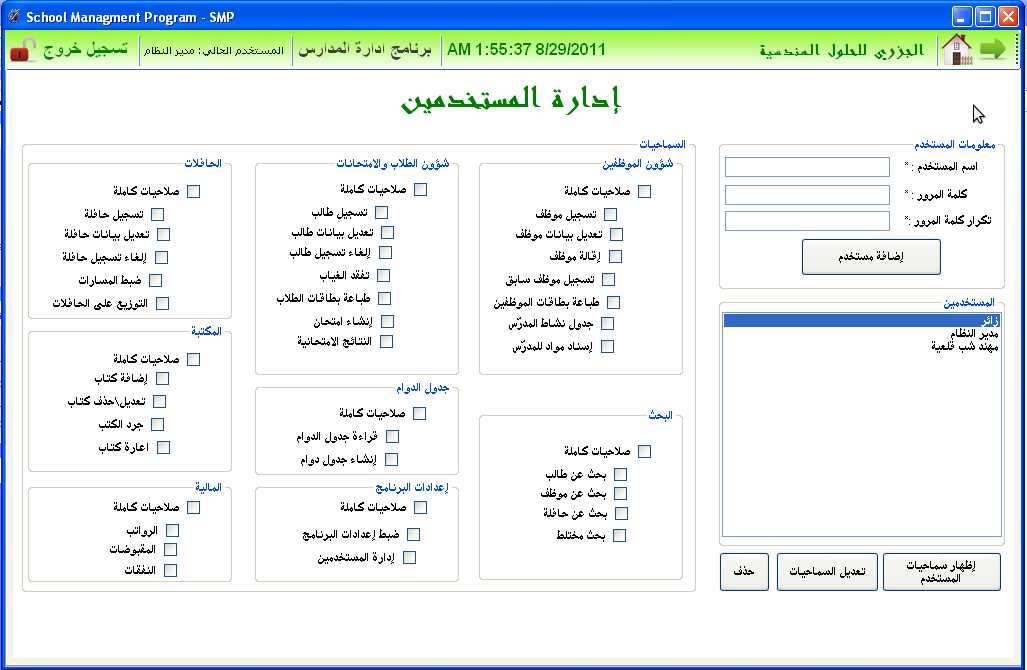 School Managment Program - SMP
الجزري للحلول الهندسية
AM 1:55:37 8/29/2011
برنامج ادارة المدارس
المستخدم الحالي: مدير النظام
تسجيل خروج
إدارة المستخدمين
معلومات المستخدم
اسم المستخدم : *
كلمة المرور : *
تكرار كلمة المرور :*
إضافة مستخدم
المستخدمين
زائر
مدير النظام
مهند شب قلعية
إظهار سماحيات المستخدم
تعديل السماحيات
حذف
السماحيات
شؤون الموظفين
صلاحيات كاملة
تسجيل موظف
تعديل بيانات موظف
إقالة موظف
تسجيل موظف سابق
طباعة بطاقات الموظفين
جدول نشاط المدرّس
إسناد مواد للمدرّس
البحث
صلاحيات كاملة
بحث عن طالب
بحث عن موظف
بحث عن حافلة
بحث مختلط
شؤون الطلاب والامتحانات
صلاحيات كاملة
تسجيل طالب
تعديل بيانات طالب
إلغاء تسجيل طالب
تفقد الغياب
طباعة بطاقات الطلاب
إنشاء امتحان
النتائج الامتحانية
جدول الدوام
صلاحيات كاملة
قراءة جدول الدوام
إنشاء جدول دوام
إعدادات البرنامج
صلاحيات كاملة
ضبط إعدادات البرنامج
إدارة المستخدمين
الحافلات
صلاحيات كاملة
تسجيل حافلة
تعديل بيانات حافلة
إلغاء تسجيل حافلة
ضبط المسارات
التوزيع على الحافلات
المكتبة
صلاحيات كاملة
إضافة كتاب
تعديل\حذف كتاب
جرد الكتب
اعارة كتاب
المالية
صلاحيات كاملة
الرواتب
المقبوضات
النفقات